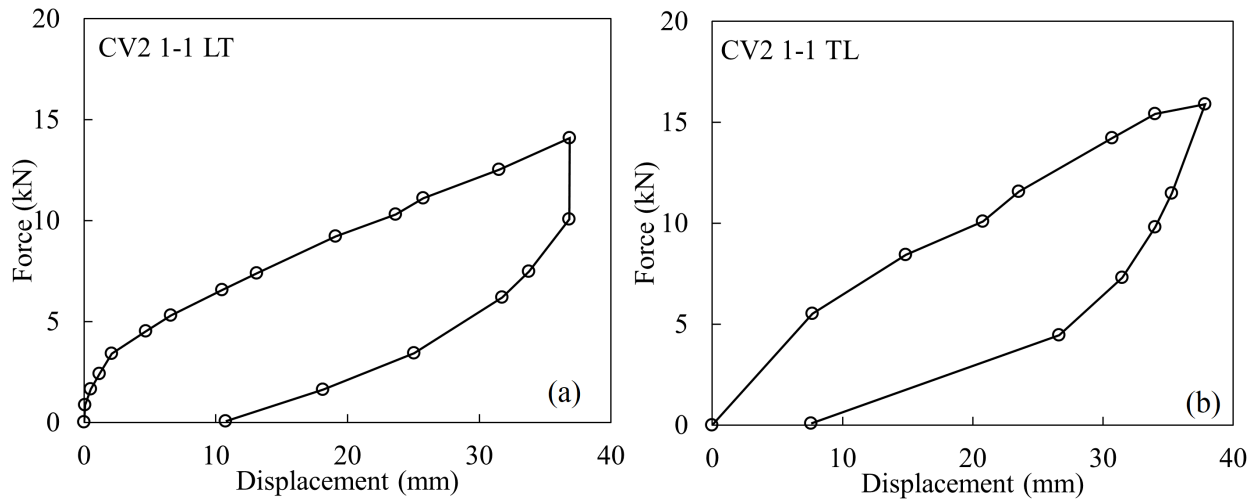 CV2 1-1 LT
Force (kN)
20
15
10
5
0
0 10 20 30 40
Displacement (mm)
(a)
CV2 1-1 TL
Force (kN)
20
15
10
5
0
0 10 20 30 40
Displacement (mm)
(b)